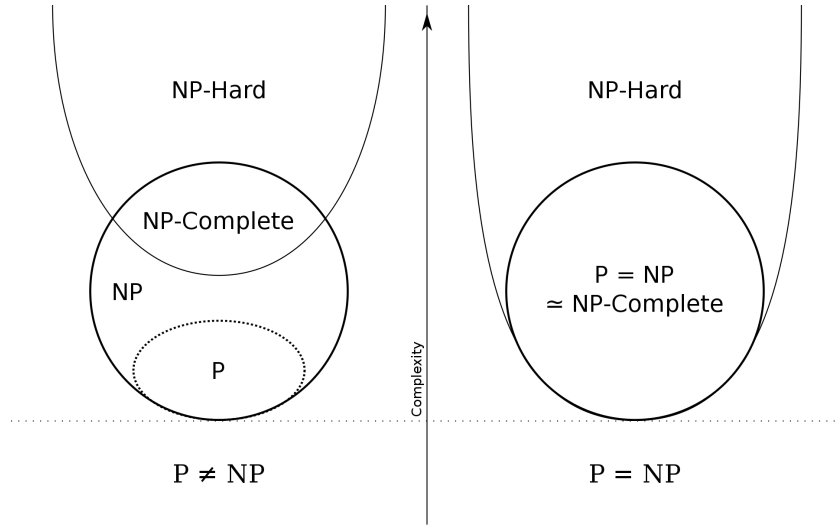 NP-Hard
NP-Complete
NP
P
P ≠ NP
Complexity
NP-Hard
P = NP
≃ NP-Complete
P = NP